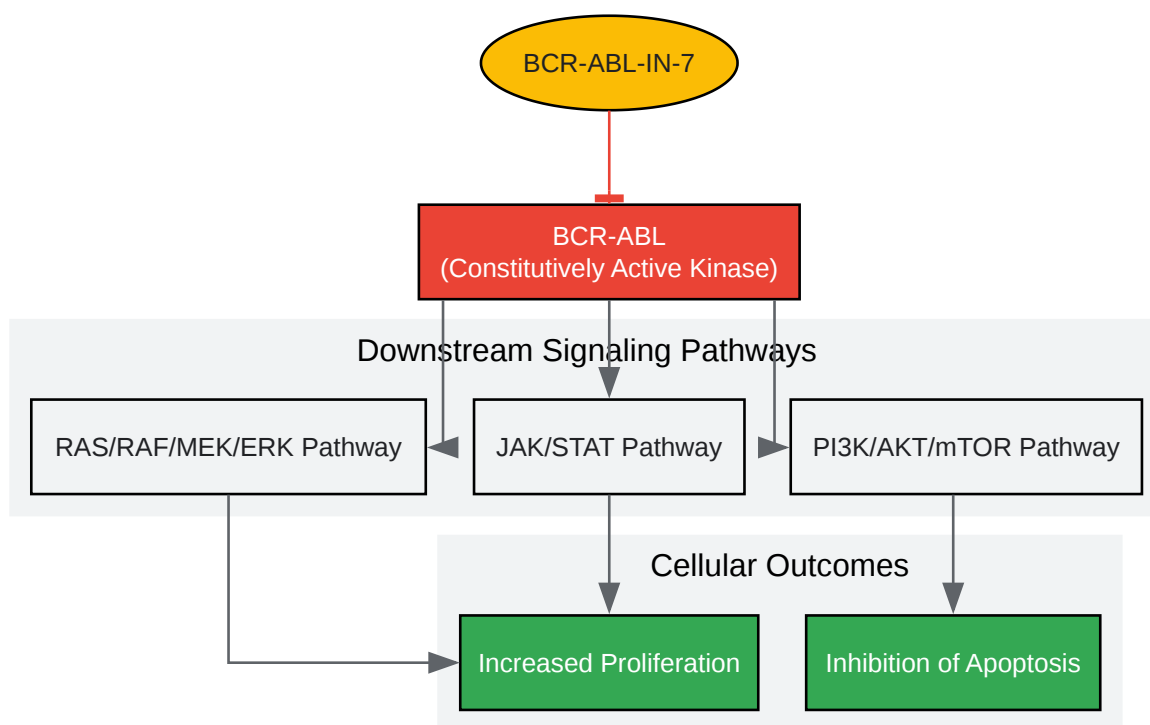 BCR-ABL-IN-7
BCR-ABL
(Constitutively Active Kinase)
Downstream Signaling Pathways
RAS/RAF/MEK/ERK Pathway
JAK/STAT Pathway
PI3K/AKT/mTOR Pathway
Cellular Outcomes
Increased Proliferation
Inhibition of Apoptosis